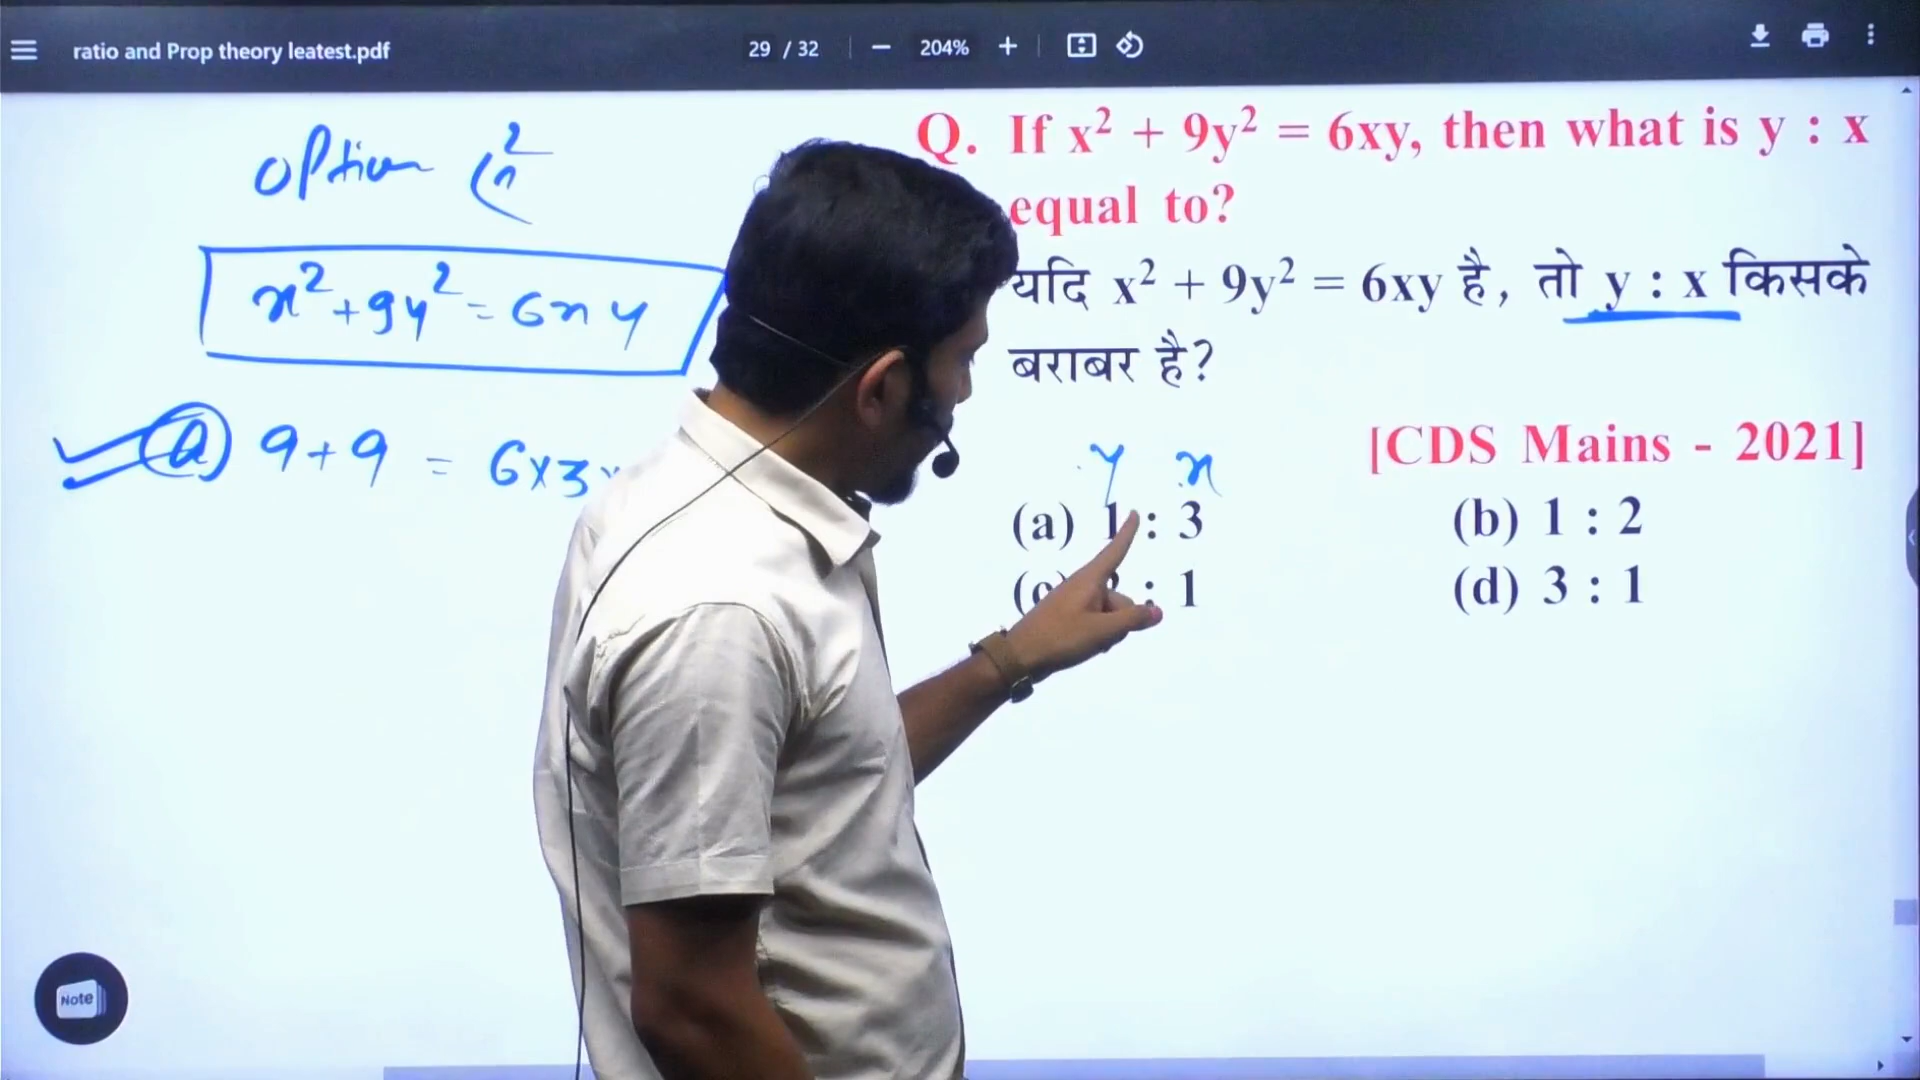 ratio and Prop theory leatest.pdf
29 / 32
204%
option
x² + 9y² = 6xy
(a) 9 + 9 = 6×3
Q. If x² + 9y² = 6xy, then what is y : x
equal to?
यदि x² + 9y² = 6xy है, तो y : x किसके
बराबर है?
[CDS Mains - 2021]
y x
(a) 1 : 3
(b) 1 : 2
: 1
(d) 3 : 1
Note